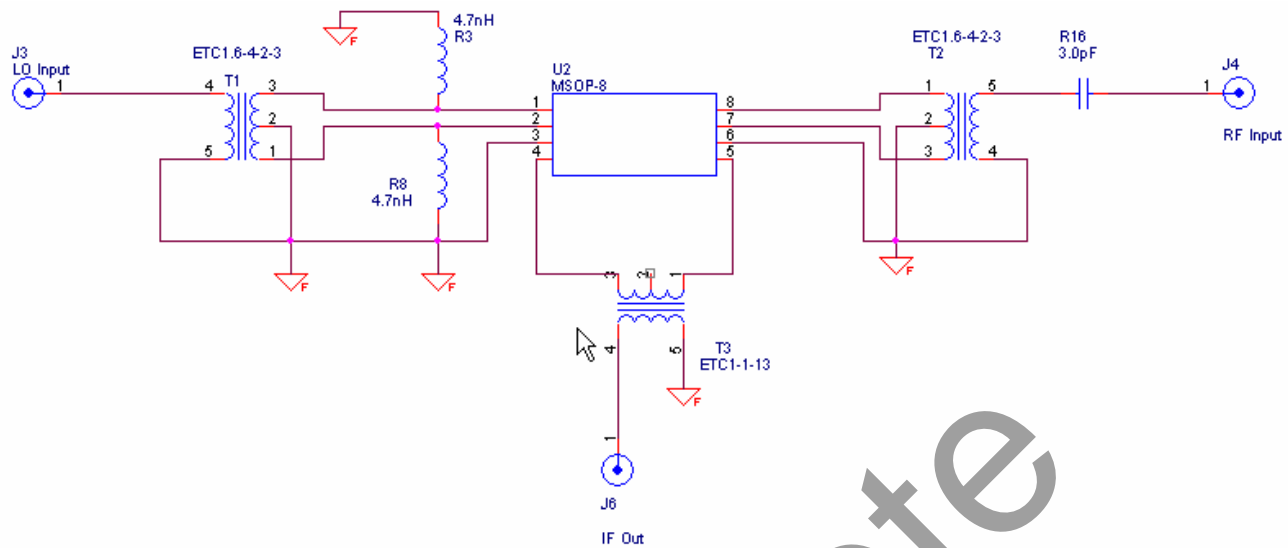 J3
LO Input
1
ETC1.6-4-2-3
T1
4
5
3
2
1
F
4.7nH
R3
R8
4.7nH
F
F
U2
MSOP-8
1
2
3
4
8
7
6
5
ETC1.6-4-2-3
T2
1
2
3
5
4
F
R16
3.0pF
1
J4
RF Input
3
2
1
4
5
T3
ETC1-1-13
F
1
J6
IF Out
ete